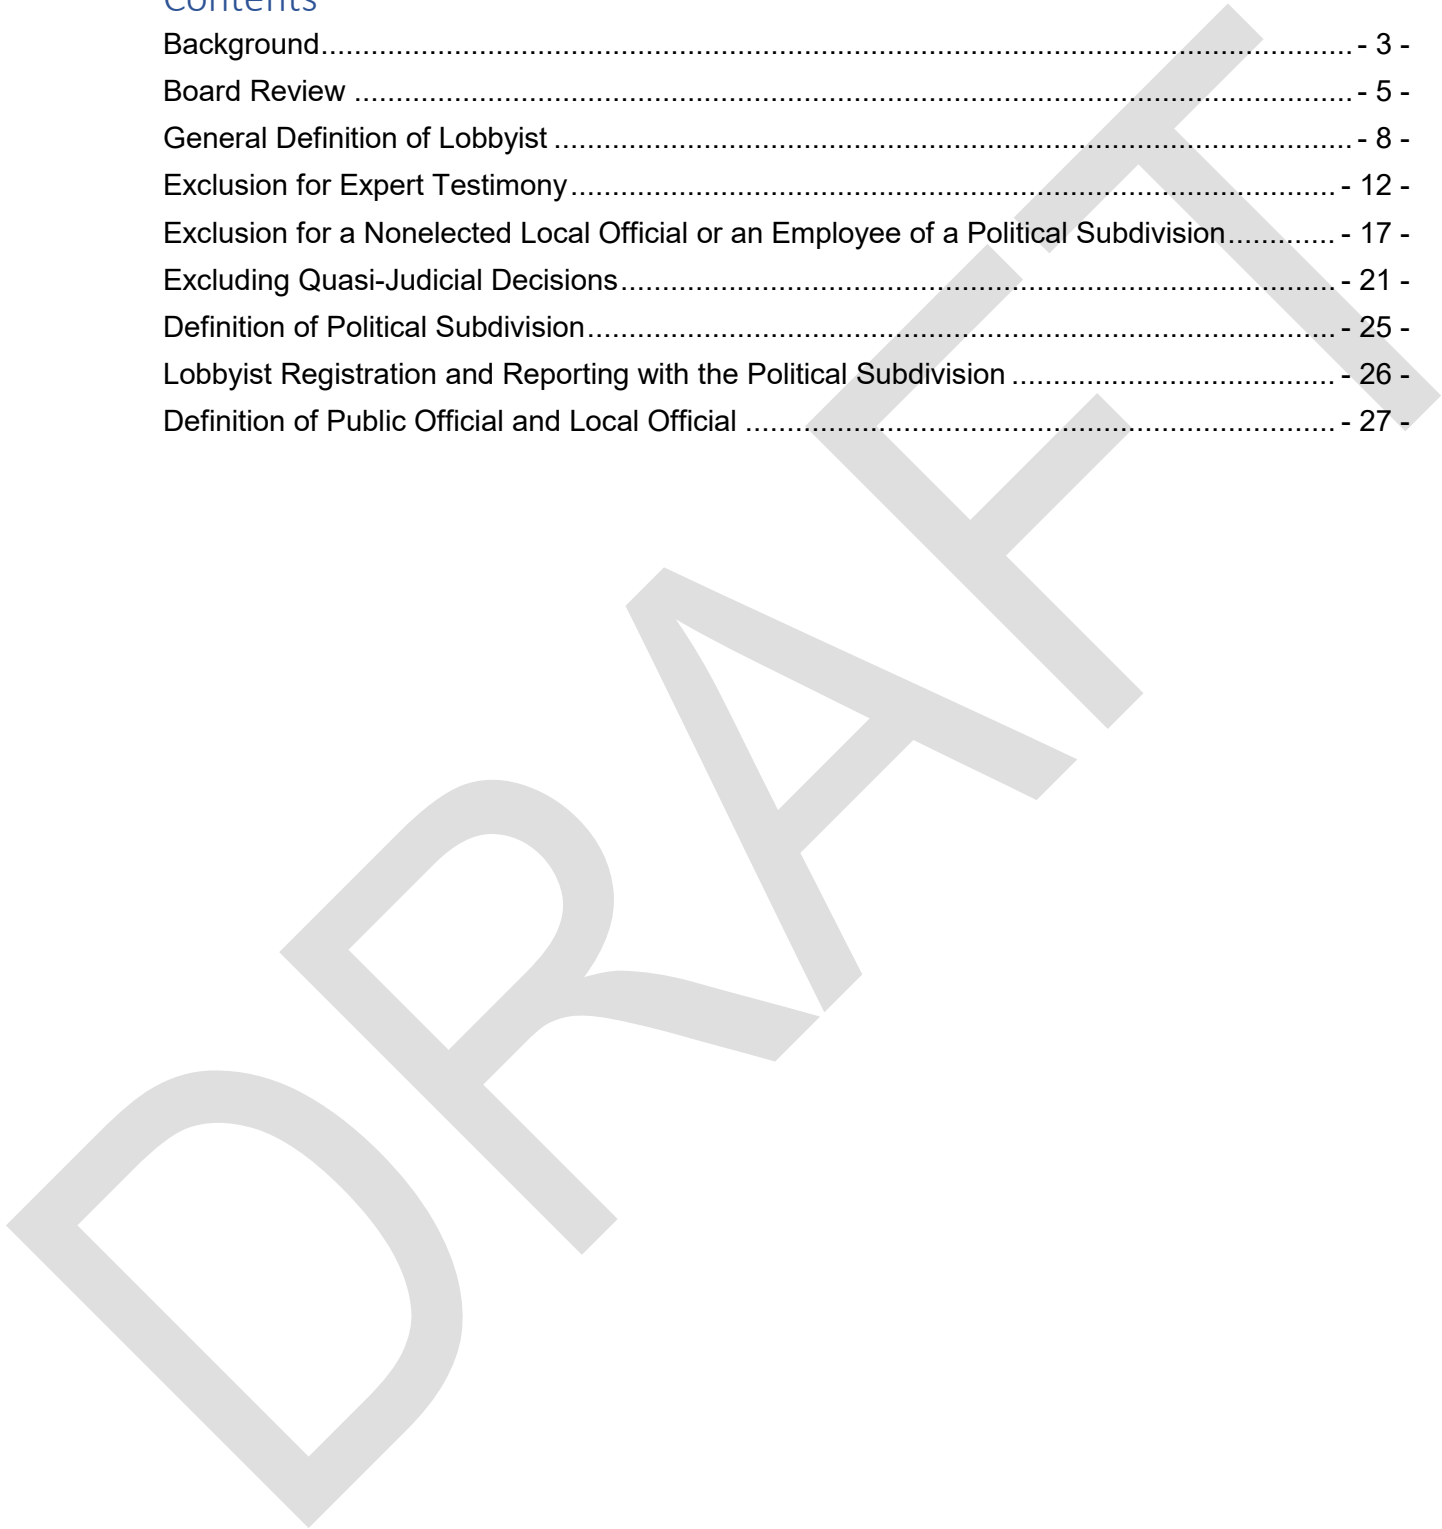 Contents
Background - 3 -
Board Review - 5 -
General Definition of Lobbyist - 8 -
Exclusion for Expert Testimony - 12 -
Exclusion for a Nonelected Local Official or an Employee of a Political Subdivision - 17 -
Excluding Quasi-Judicial Decisions - 21 -
Definition of Political Subdivision - 25 -
Lobbyist Registration and Reporting with the Political Subdivision - 26 -
Definition of Public Official and Local Official - 27 -
DRAFT